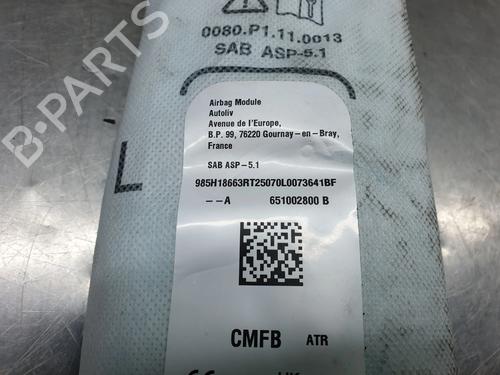 0080.P1.11.0013
SAB ASP-5.1
Airbag Module
Autoliv
Avenue de l'Europe,
B.P. 99, 76220 Gournay-en-Bray,
France
SAB ASP-5.1
985H18663RT25070L0073641BF
--A 651002800 B
L
CMFB ATR